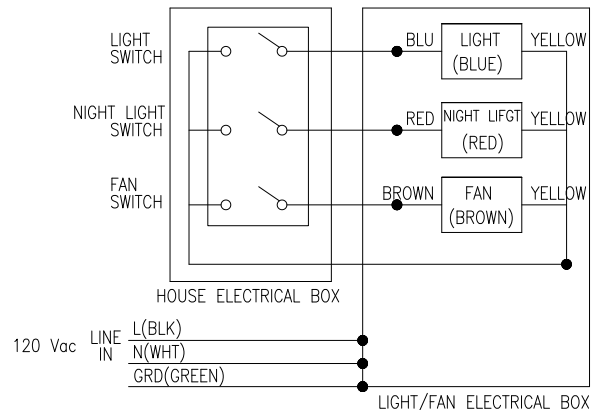 LIGHT
SWITCH
BLU
LIGHT
(BLUE)
YELLOW
NIGHT LIGHT
SWITCH
RED
NIGHT LIFGT
(RED)
YELLOW
FAN
SWITCH
BROWN
FAN
(BROWN)
YELLOW
HOUSE ELECTRICAL BOX
120 Vac
LINE
IN
L(BLK)
N(WHT)
GRD(GREEN)
LIGHT/FAN ELECTRICAL BOX